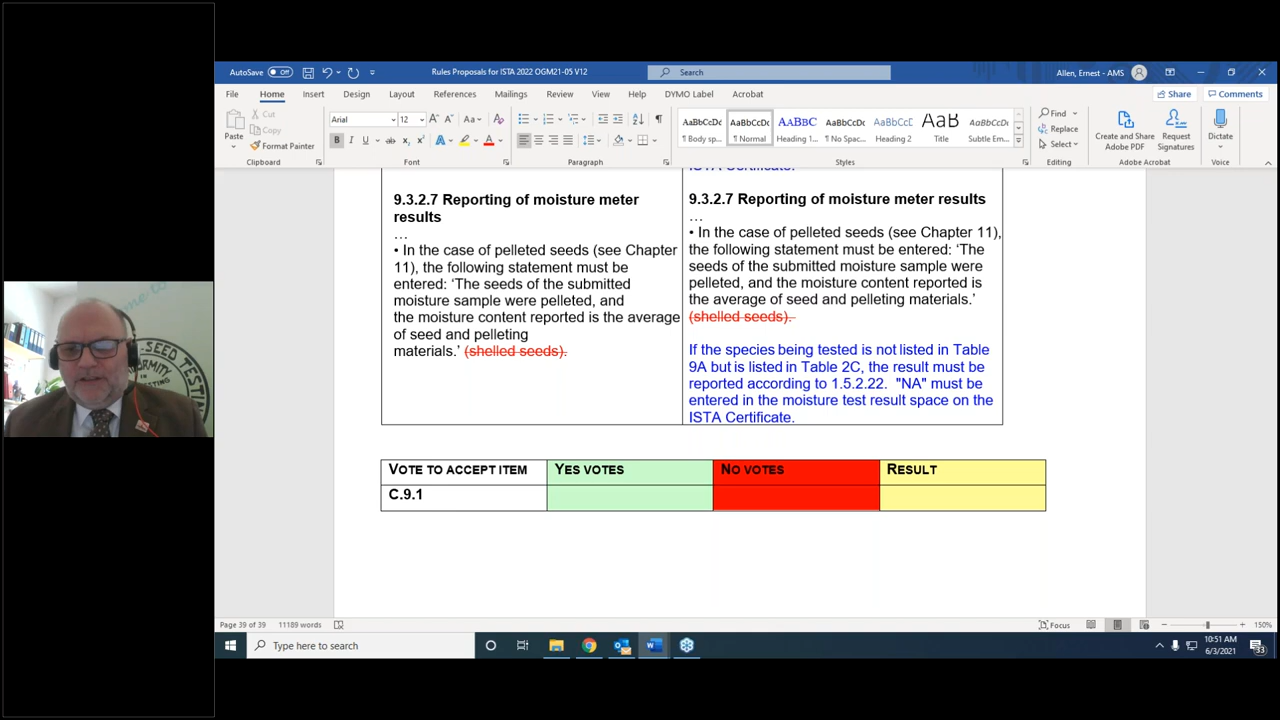 AutoSave Off
Rules Proposals for ISTA 2022 OGM21-05 V12
Search
Allen, Ernest - AMS
File Home Insert Design Layout References Mailings Review View Help DYMO Label Acrobat
Share Comments
Paste
Cut
Copy
Format Painter
Clipboard
Arial 12
Font
Paragraph
AaBbCcDc AaBbCcDc AaBbCc AaBbCcDc AaBbCcD AaB AaBbCcDc
¶ Body sp... ¶ Normal Heading 1... ¶ No Spac... Heading 2 Title Subtle Em...
Styles
Find
Replace
Select
Editing
Create and Share Adobe PDF
Request Signatures
Adobe Acrobat
Dictate
Voice
ISTA Certificate.
9.3.2.7 Reporting of moisture meter
results
…
• In the case of pelleted seeds (see Chapter
11), the following statement must be
entered: ‘The seeds of the submitted
moisture sample were pelleted, and
the moisture content reported is the average
of seed and pelleting
materials.’ (shelled seeds).
9.3.2.7 Reporting of moisture meter results
…
• In the case of pelleted seeds (see Chapter 11),
the following statement must be entered: ‘The
seeds of the submitted moisture sample were
pelleted, and the moisture content reported is
the average of seed and pelleting materials.’
(shelled seeds).
If the species being tested is not listed in Table
9A but is listed in Table 2C, the result must be
reported according to 1.5.2.22. "NA" must be
entered in the moisture test result space on the
ISTA Certificate.
VOTE TO ACCEPT ITEM YES VOTES NO VOTES RESULT
C.9.1
SEED TESTING
Page 39 of 39 11189 words
Focus
150%
Type here to search
10:51 AM
6/3/2021
33